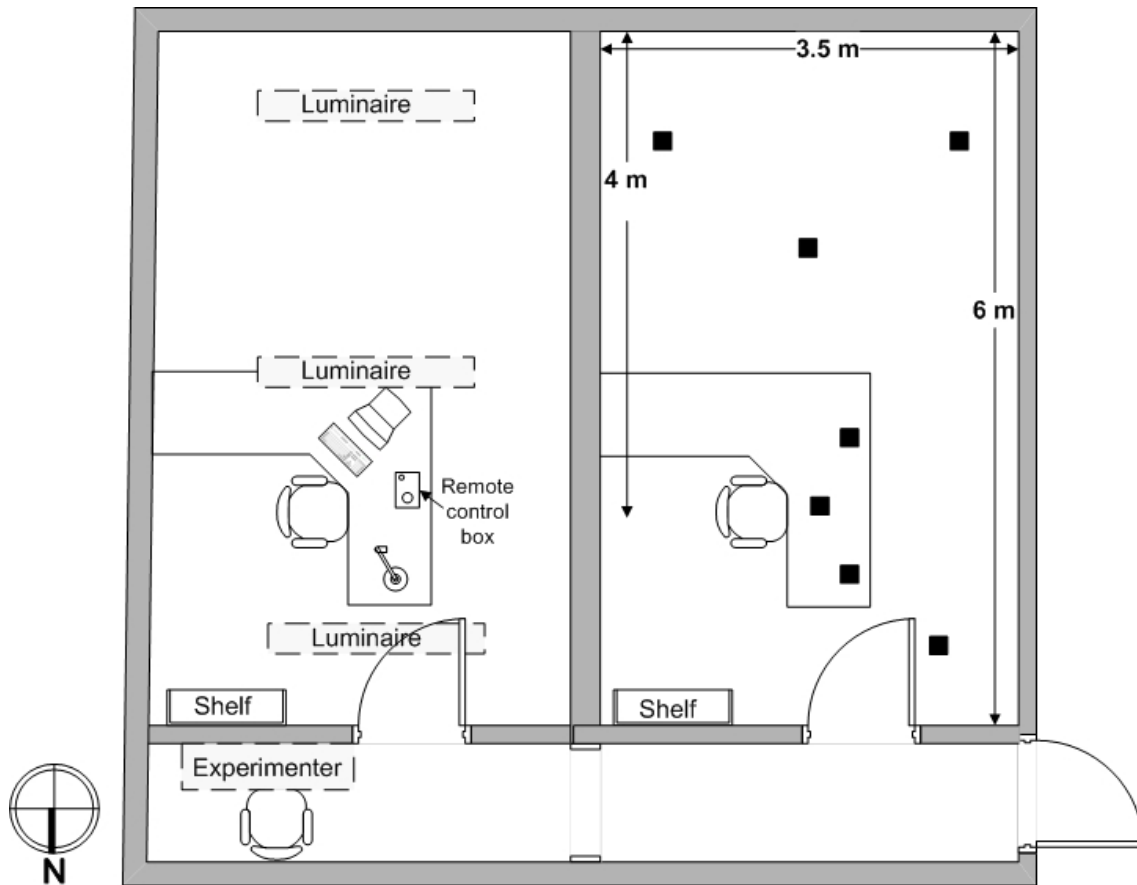 3.5 m
Luminaire
4 m
6 m
Luminaire
Remote
control
box
Luminaire
Shelf
Shelf
Experimenter
N